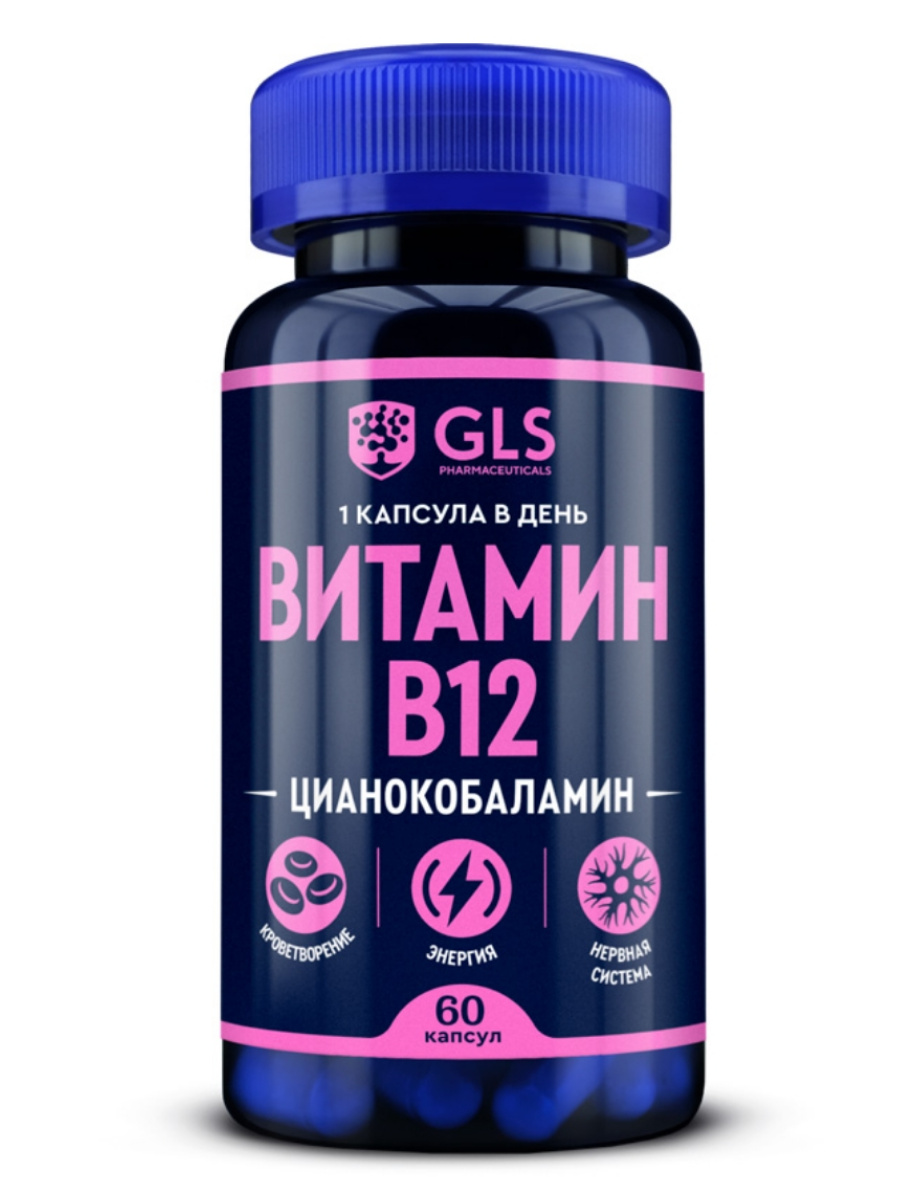 GLS
PHARMACEUTICALS
1 КАПСУЛА В ДЕНЬ
ВИТАМИН
B12
ЦИАНОКОБАЛАМИН
КРОВЕТВОРЕНИЕ
ЭНЕРГИЯ
НЕРВНАЯ
СИСТЕМА
60
капсул